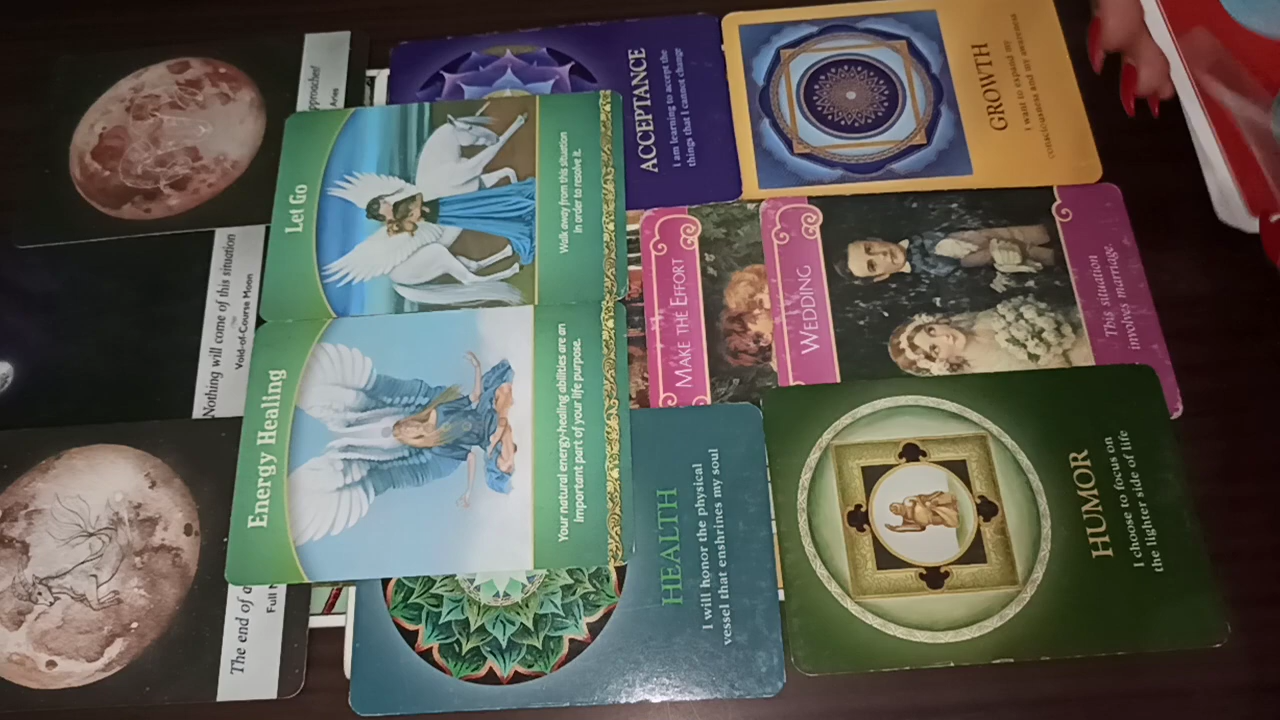 pproached!
Aries
Nothing will come of this situation
Void-of-Course Moon
The end of a
Full
Let Go
Walk away from this situation
in order to resolve it.
Energy Healing
Your natural energy-healing abilities are an
important part of your life purpose.
ACCEPTANCE
I am learning to accept the
things that I cannot change
GROWTH
I want to expand my
consciousness and my awareness
MAKE THE EFFORT
WEDDING
This situation
involves marriage.
HEALTH
I will honor the physical
vessel that enshrines my soul
HUMOR
I choose to focus on
the lighter side of life